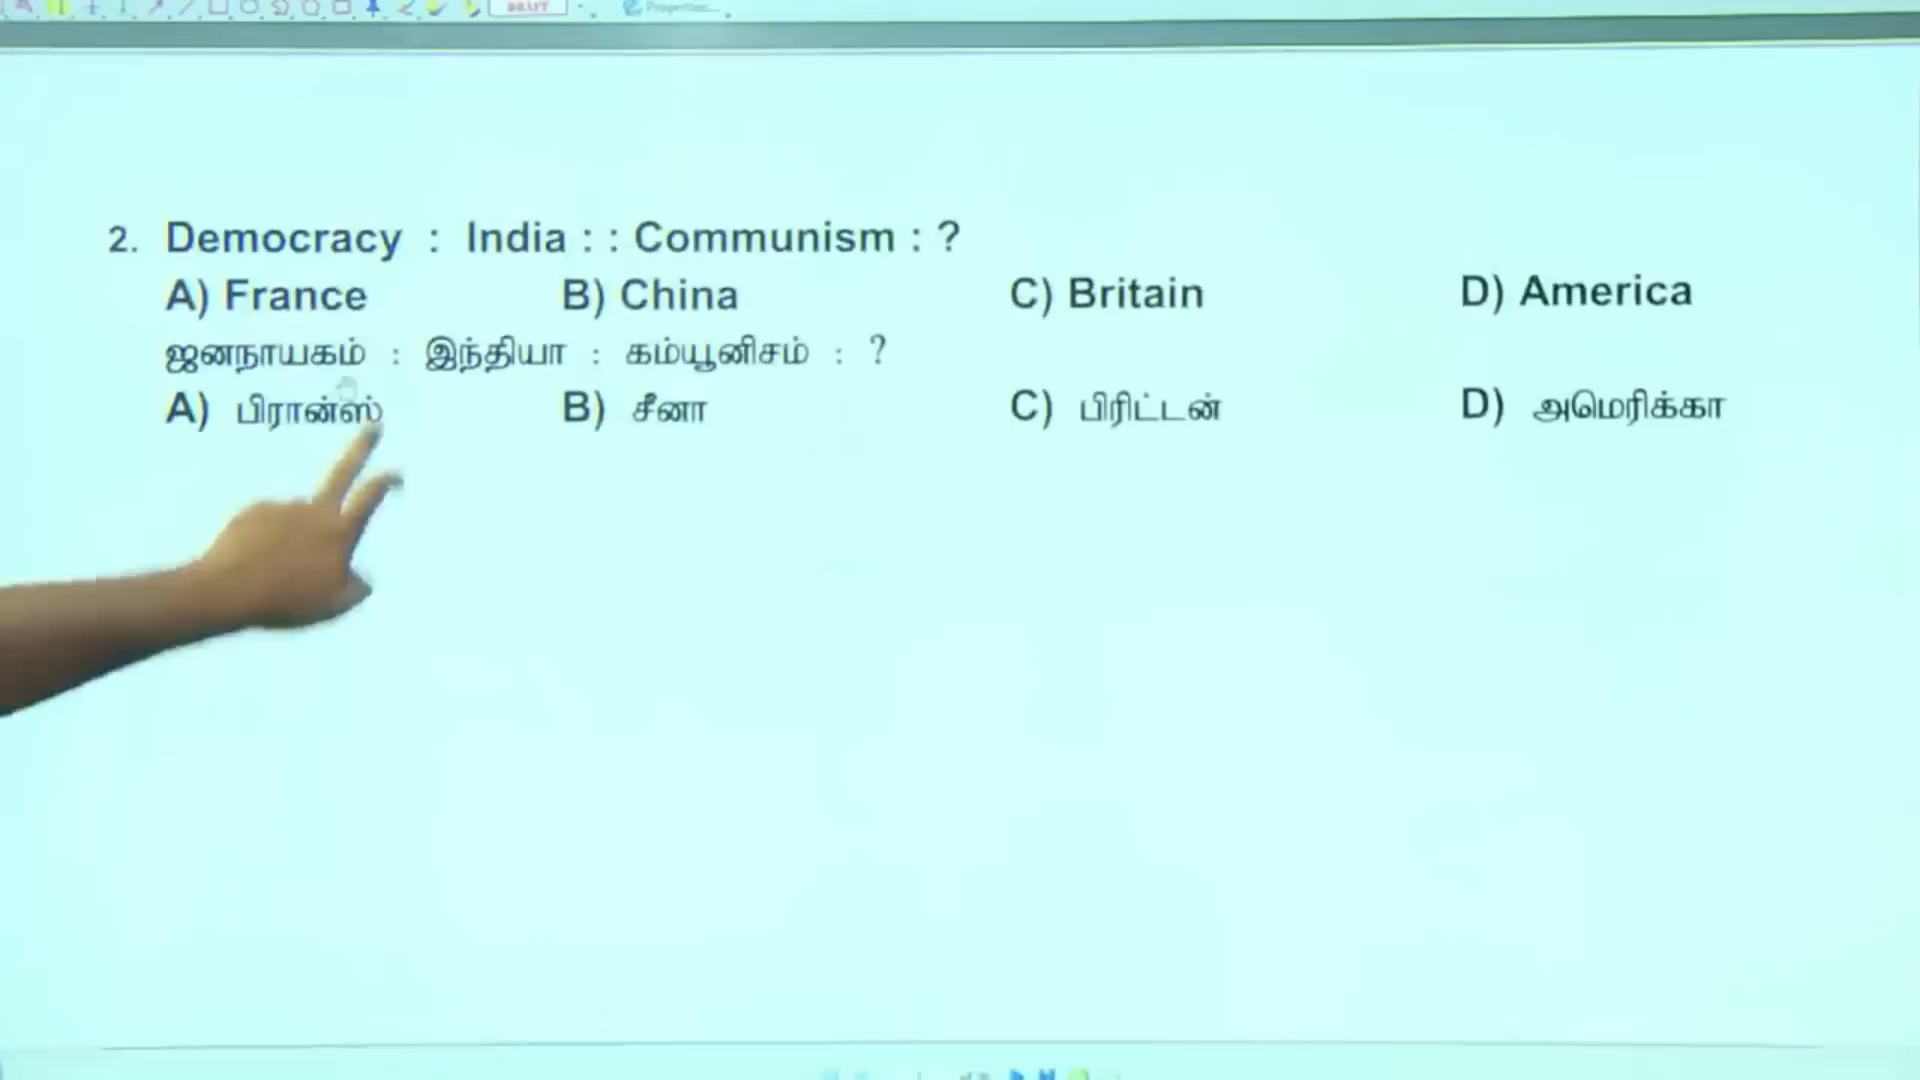 2. Democracy : India : : Communism : ?
A) France B) China C) Britain D) America
ஜனநாயகம் : இந்தியா : கம்யூனிசம் : ?
A) பிரான்ஸ் B) சீனா C) பிரிட்டன் D) அமெரிக்கா